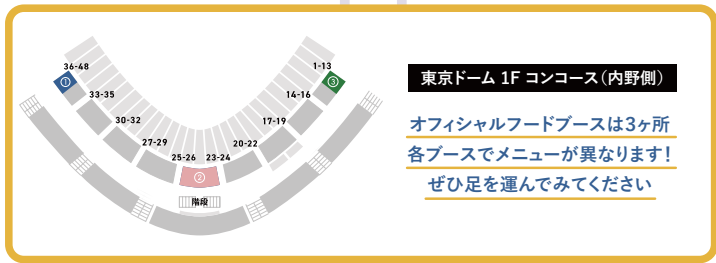 36-48
①
1-13
③
33-35
14-16
30-32
17-19
27-29
20-22
25-26
23-24
②
階段
東京ドーム 1F コンコース(内野側)
オフィシャルフードブースは3ヶ所
各ブースでメニューが異なります!
ぜひ足を運んでみてください